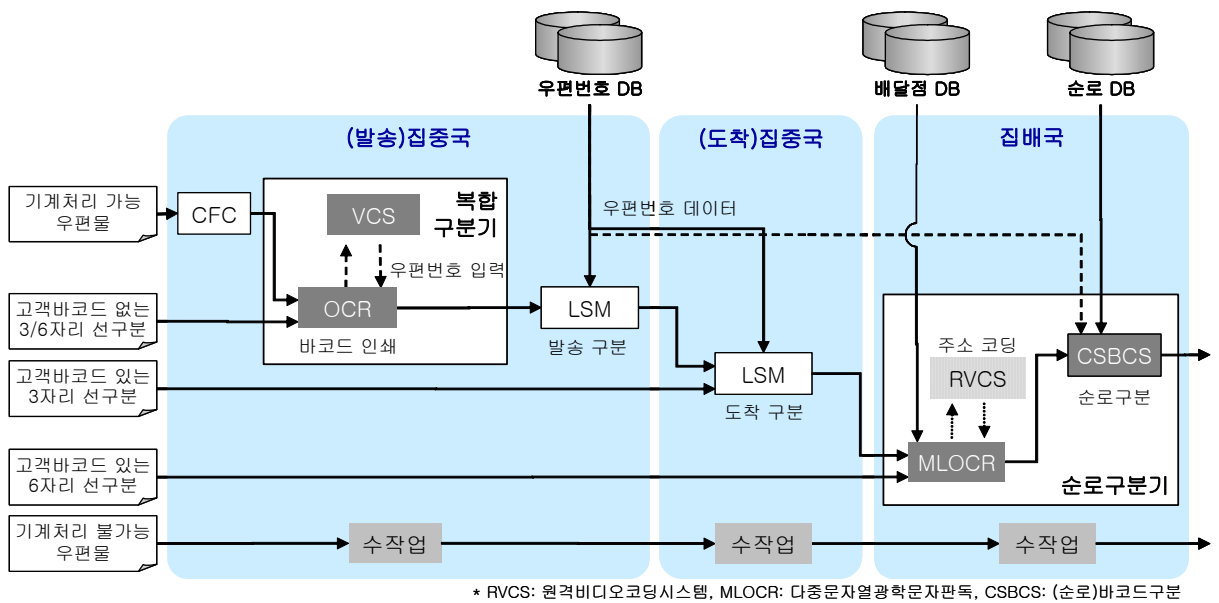 우편번호 DB
배달점 DB
순로 DB
(발송)집중국
(도착)집중국
집배국
기계처리 가능
우편물
CFC
VCS
복합
구분기
우편번호 입력
OCR
바코드 인쇄
우편번호 데이터
고객바코드 없는
3/6자리 선구분
LSM
발송 구분
고객바코드 있는
3자리 선구분
LSM
도착 구분
주소 코딩
RVCS
CSBCS
순로구분
고객바코드 있는
6자리 선구분
MLOCR
순로구분기
기계처리 불가능
우편물
수작업
수작업
수작업
* RVCS: 원격비디오코딩시스템, MLOCR: 다중문자열광학문자판독, CSBCS: (순로)바코드구분